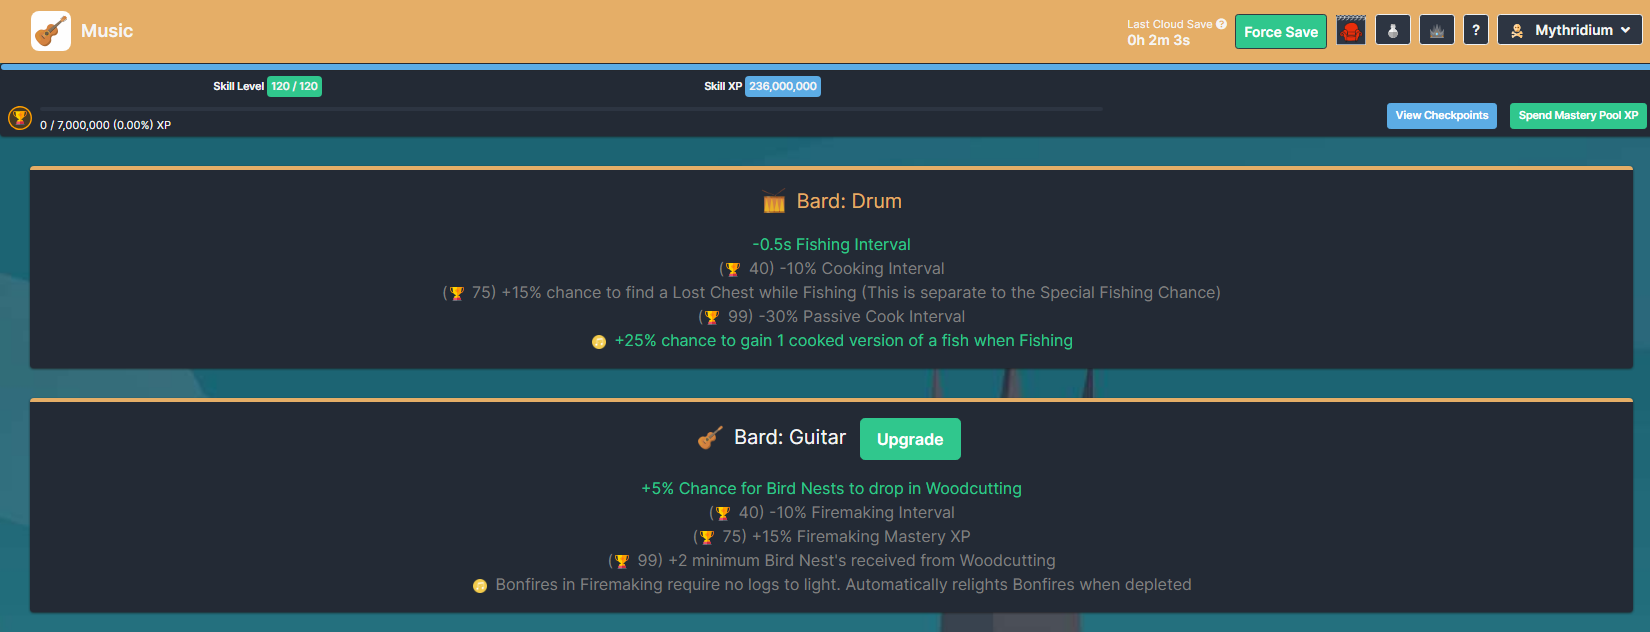 Music
Last Cloud Save ?
0h 2m 3s
Force Save
?
Mythridium
Skill Level 120 / 120
Skill XP 236,000,000
0 / 7,000,000 (0.00%) XP
View Checkpoints
Spend Mastery Pool XP
Bard: Drum
-0.5s Fishing Interval
( 40) -10% Cooking Interval
( 75) +15% chance to find a Lost Chest while Fishing (This is separate to the Special Fishing Chance)
( 99) -30% Passive Cook Interval
+25% chance to gain 1 cooked version of a fish when Fishing
Bard: Guitar
Upgrade
+5% Chance for Bird Nests to drop in Woodcutting
( 40) -10% Firemaking Interval
( 75) +15% Firemaking Mastery XP
( 99) +2 minimum Bird Nest's received from Woodcutting
Bonfires in Firemaking require no logs to light. Automatically relights Bonfires when depleted